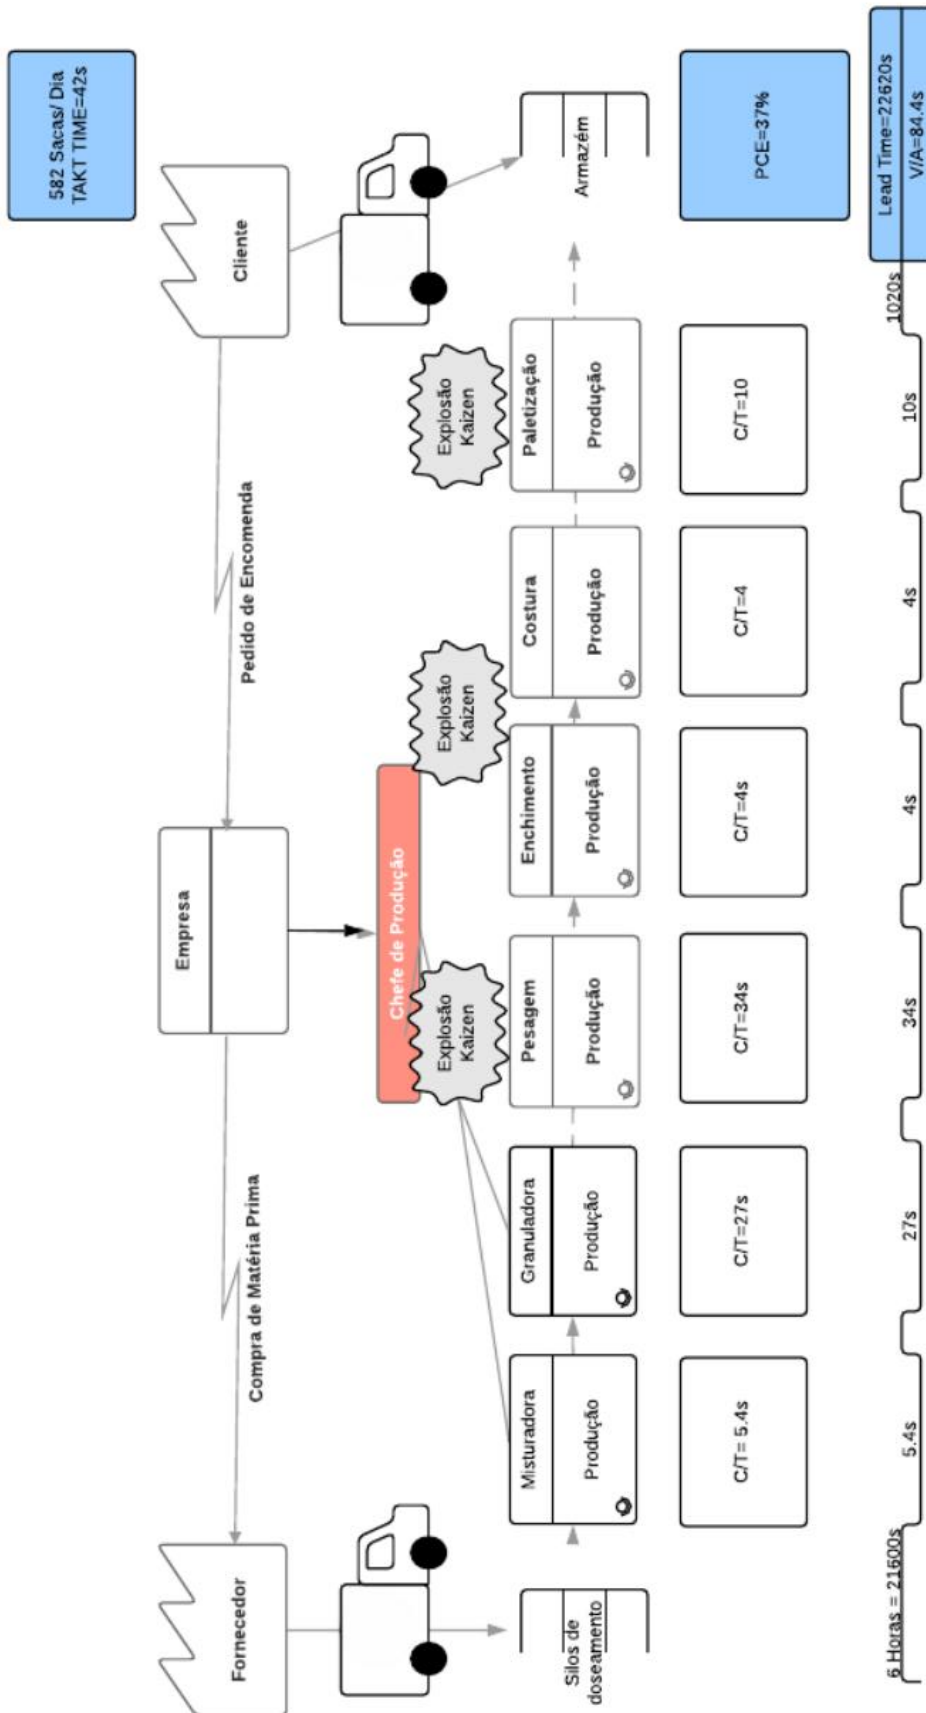 582 Sacas/ Dia
TAKT TIME=42s
Fornecedor
Compra de Matéria Prima
Empresa
Pedido de Encomenda
Cliente
Chefe de Produção
Explosão
Kaizen
Explosão
Kaizen
Explosão
Kaizen
Silos de
doseamento
Misturadora
Produção
Granuladora
Produção
Pesagem
Produção
Enchimento
Produção
Costura
Produção
Paletização
Produção
Armazém
C/T= 5.4s
C/T=27s
C/T=34s
C/T=4s
C/T=4
C/T=10
PCE=37%
6 Horas = 21600s
5.4s
27s
34s
4s
4s
10s
1020s
Lead Time=22620s
V/A=84.4s